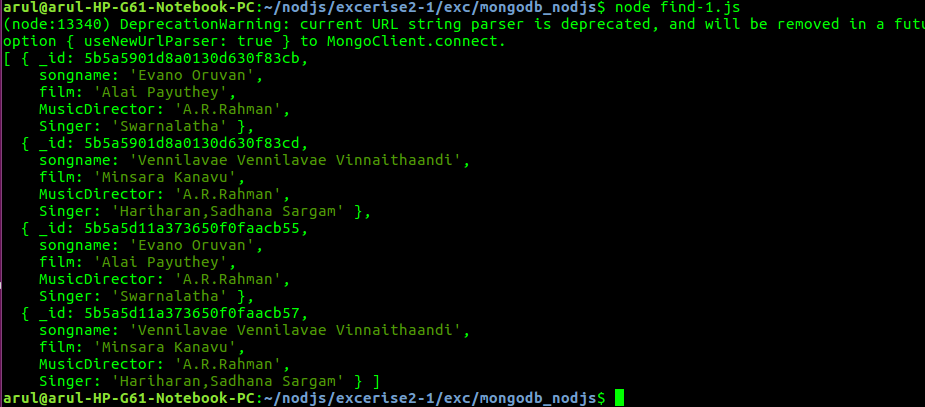 arul@arul-HP-G61-Notebook-PC:~/nodjs/excerise2-1/exc/mongodb_nodjs$ node find-1.js
(node:13340) DeprecationWarning: current URL string parser is deprecated, and will be removed in a futu
option { useNewUrlParser: true } to MongoClient.connect.
[ { _id: 5b5a5901d8a0130d630f83cb,
    songname: 'Evano Oruvan',
    film: 'Alai Payuthey',
    MusicDirector: 'A.R.Rahman',
    Singer: 'Swarnalatha' },
  { _id: 5b5a5901d8a0130d630f83cd,
    songname: 'Vennilavae Vennilavae Vinnaithaandi',
    film: 'Minsara Kanavu',
    MusicDirector: 'A.R.Rahman',
    Singer: 'Hariharan,Sadhana Sargam' },
  { _id: 5b5a5d11a373650f0faacb55,
    songname: 'Evano Oruvan',
    film: 'Alai Payuthey',
    MusicDirector: 'A.R.Rahman',
    Singer: 'Swarnalatha' },
  { _id: 5b5a5d11a373650f0faacb57,
    songname: 'Vennilavae Vennilavae Vinnaithaandi',
    film: 'Minsara Kanavu',
    MusicDirector: 'A.R.Rahman',
    Singer: 'Hariharan,Sadhana Sargam' } ]
arul@arul-HP-G61-Notebook-PC:~/nodjs/excerise2-1/exc/mongodb_nodjs$